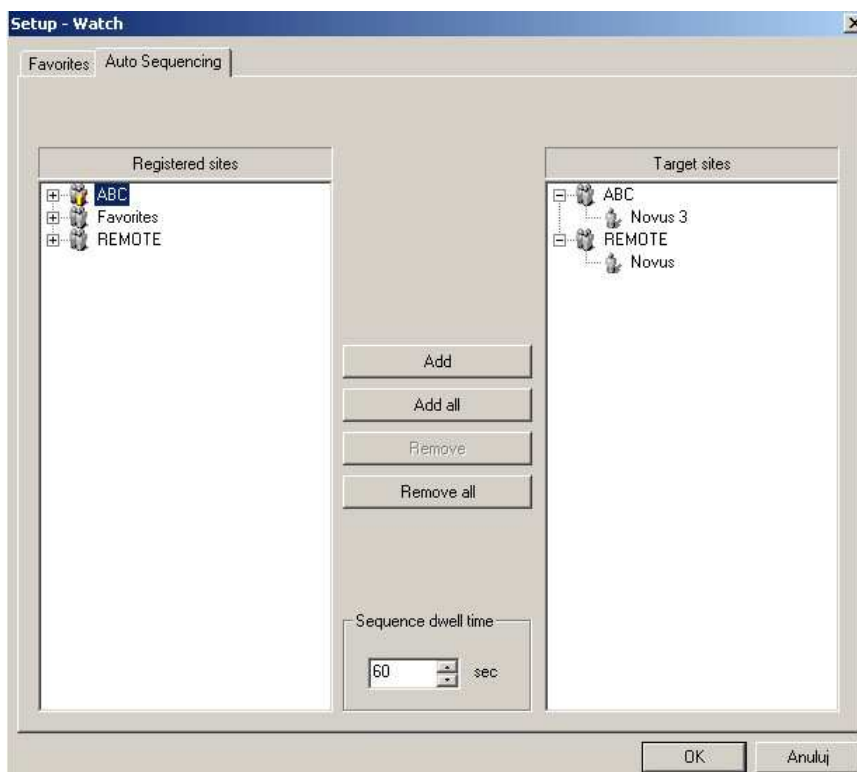 Setup - Watch
Favorites
Auto Sequencing
Registered sites
ABC
Favorites
REMOTE
Add
Add all
Remove
Remove all
Sequence dwell time
60 sec
Target sites
ABC
Novus 3
REMOTE
Novus
OK
Anuluj